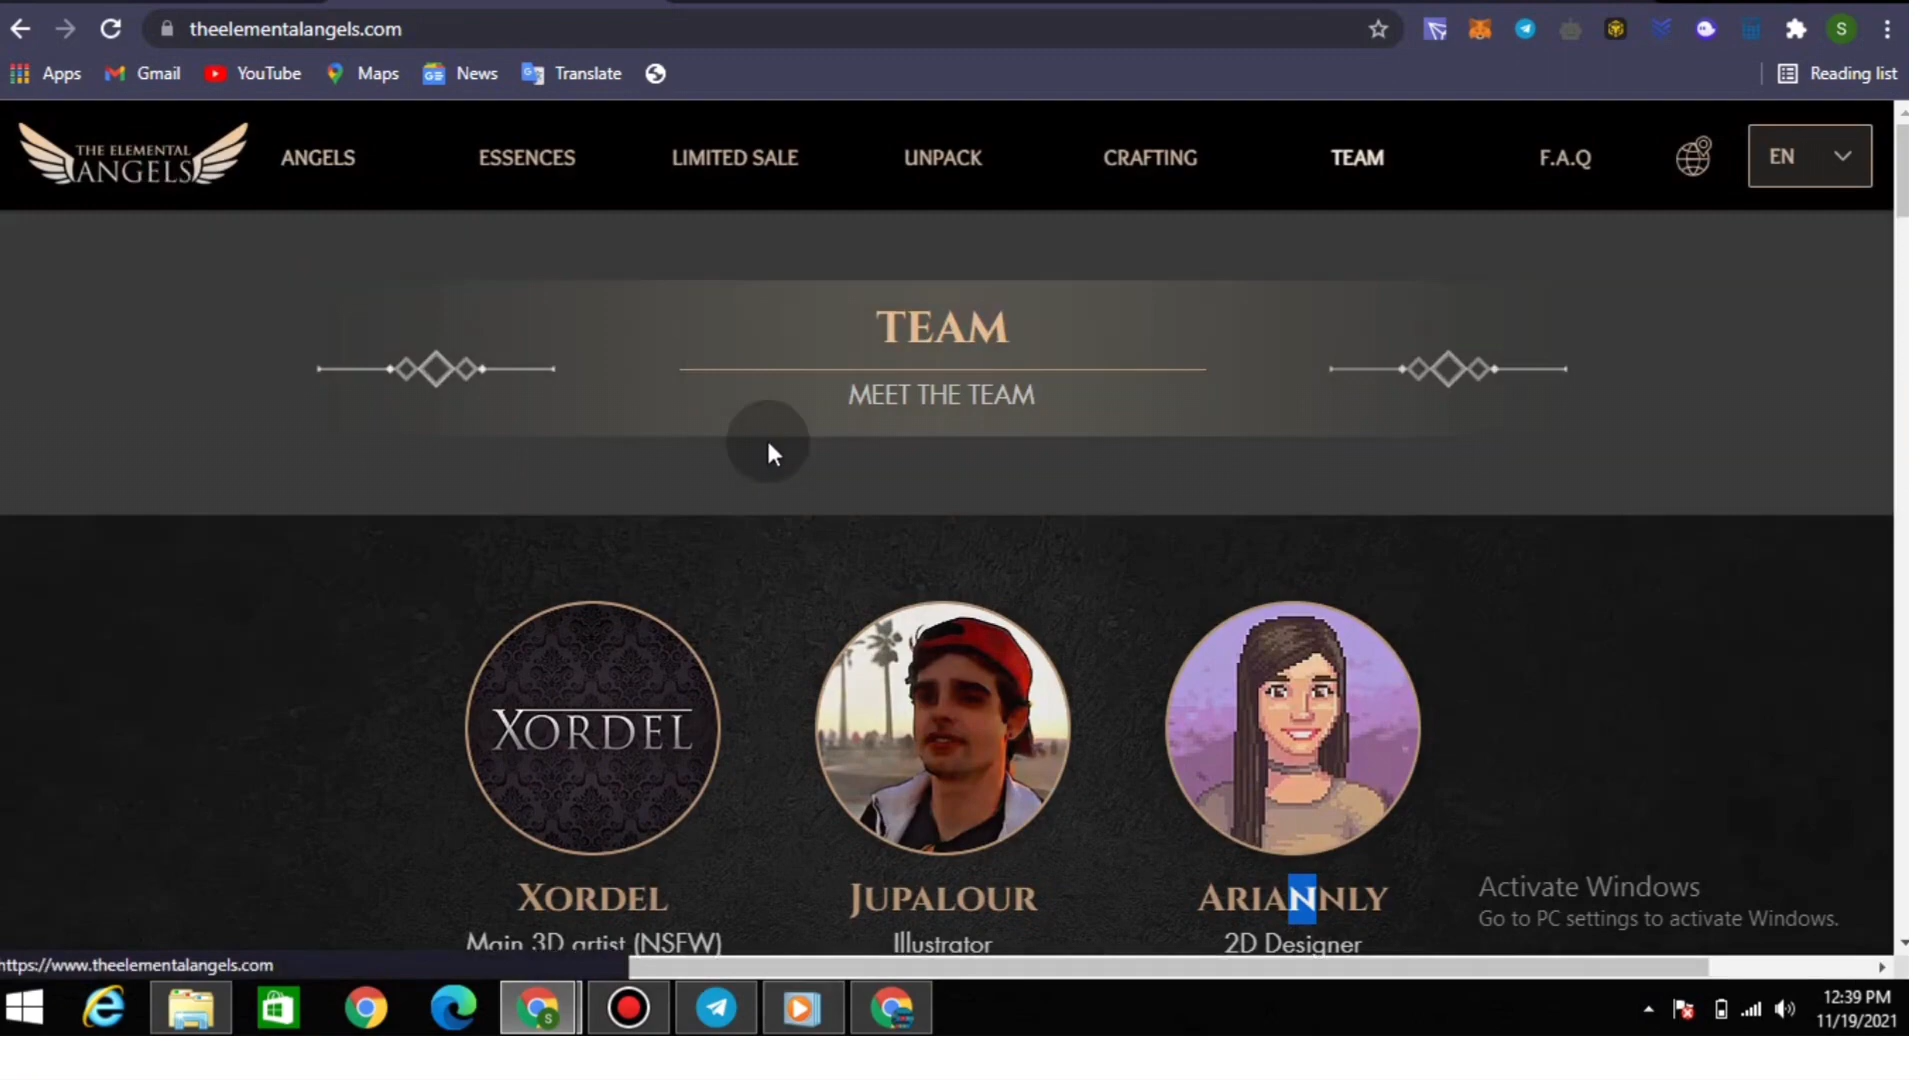 theelementalangels.com
S
Apps Gmail YouTube Maps News Translate Reading list
THE ELEMENTAL
ANGELS
ANGELS ESSENCES LIMITED SALE UNPACK CRAFTING TEAM F.A.Q EN
TEAM
MEET THE TEAM
XORDEL
XORDEL JUPALOUR ARIANNLY
Main 3D artist (NSFW) Illustrator 2D Designer
Activate Windows
Go to PC settings to activate Windows.
https://www.theelementalangels.com
12:39 PM
11/19/2021